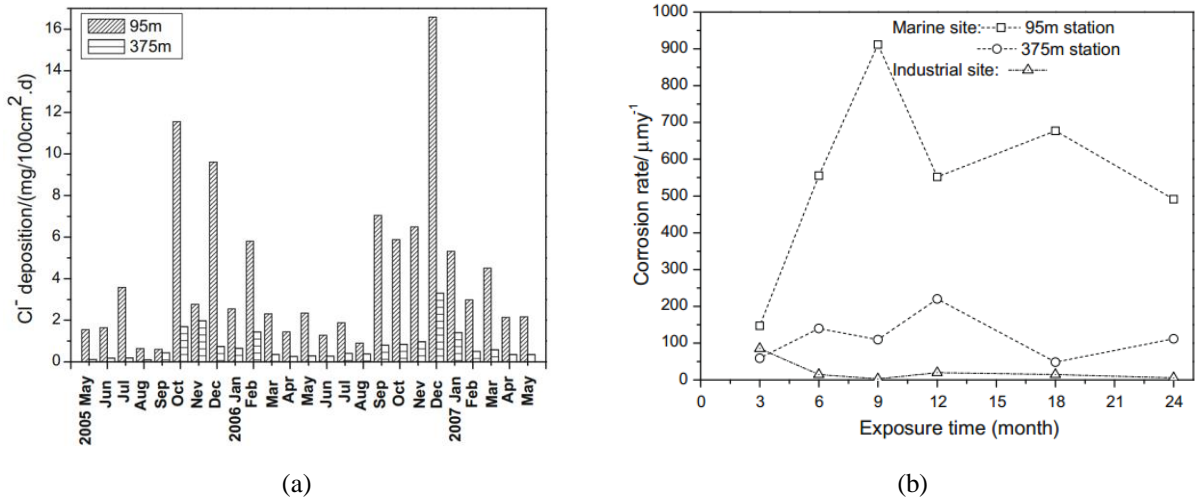 16
14
12
10
8
6
4
2
0
Cl⁻ deposition/(mg/100cm².d)
95m
375m
2005 May
Jun
Jul
Aug
Sep
Oct
Nev
Dec
2006 Jan
Feb
Mar
Apr
May
Jun
Jul
Aug
Sep
Oct
Nov
Dec
2007 Jan
Feb
Mar
Apr
May
(a)
1000
900
800
700
600
500
400
300
200
100
0
Corrosion rate/ μmy⁻¹
Marine site: 95m station
375m station
Industrial site:
0 3 6 9 12 15 18 21 24
Exposure time (month)
(b)